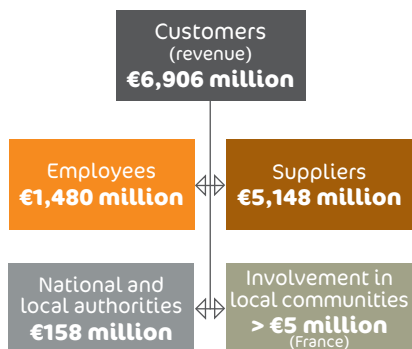 Customers
(revenue)
€6,906 million
Employees
€1,480 million
Suppliers
€5,148 million
National and
local authorities
€158 million
Involvement in
local communities
> €5 million
(France)